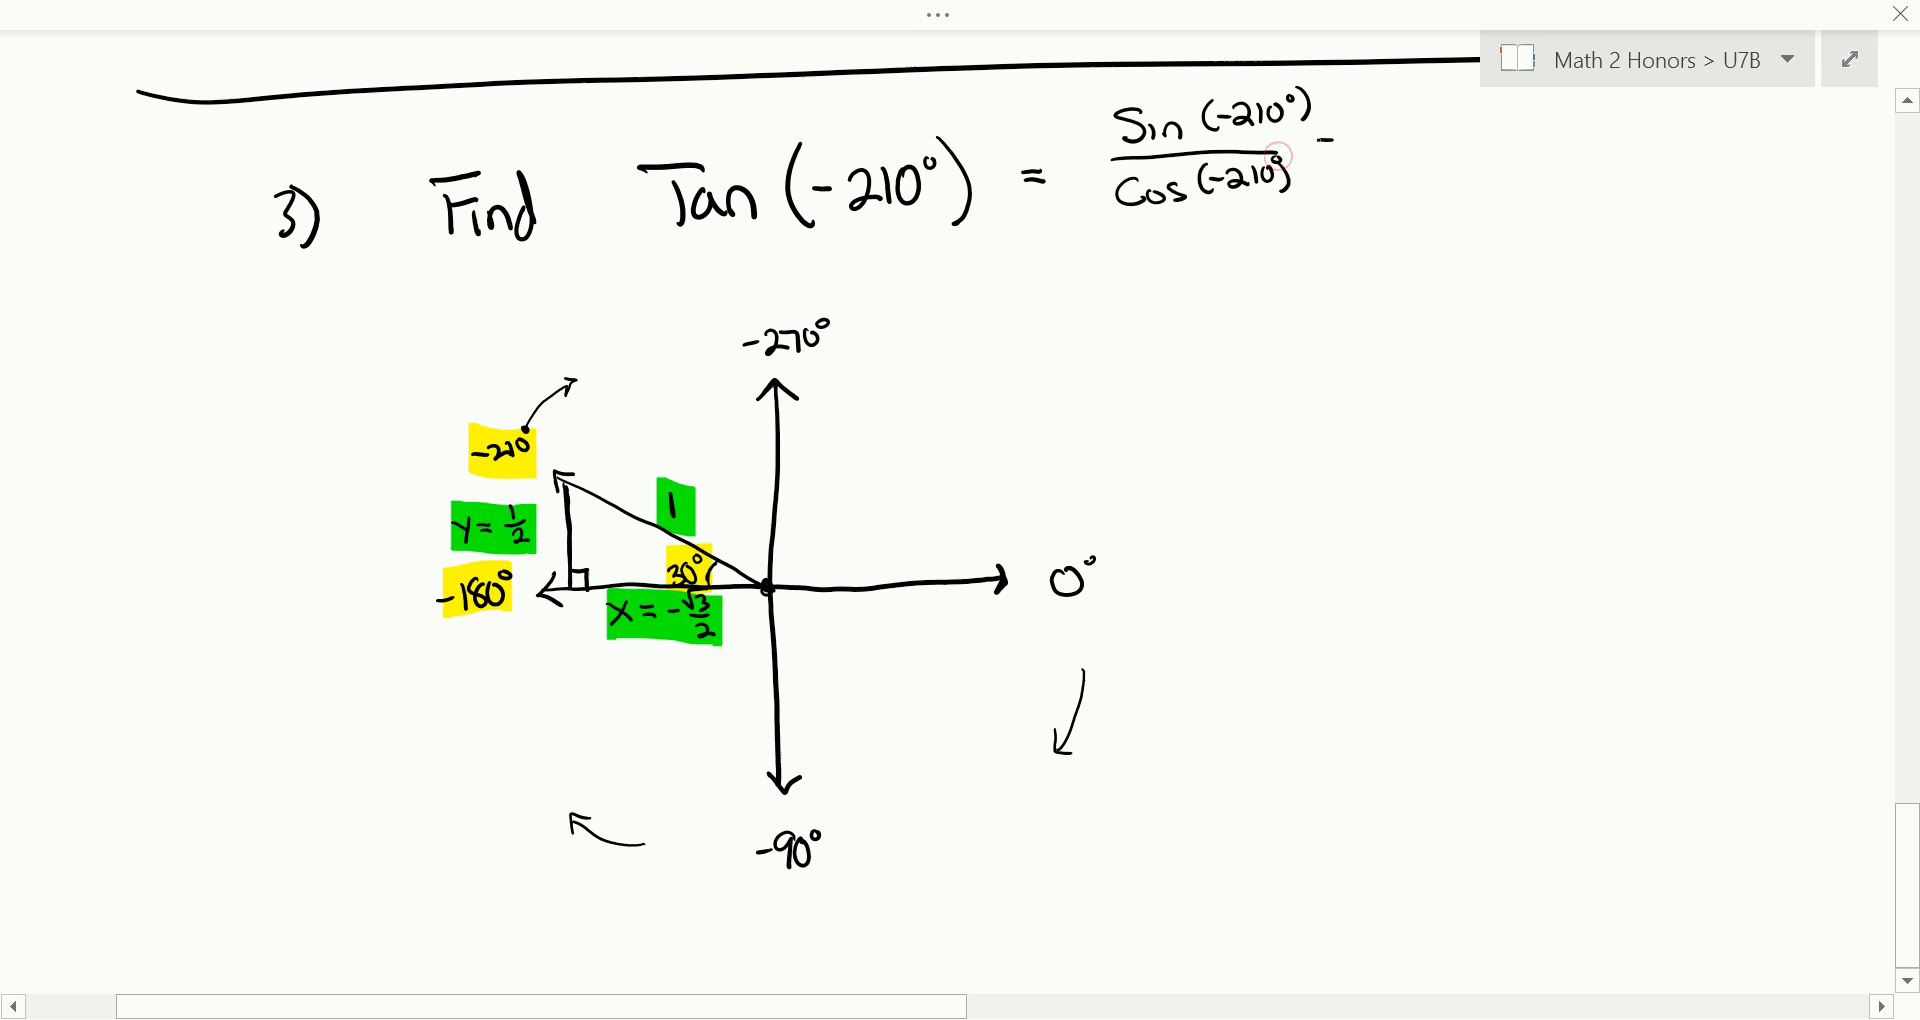 Math 2 Honors > U7B
3) Find Tan (-210°) = Sin (-210°) / Cos (-210°) =
-270°
-210°
1
y = 1/2
30°
-180°
0°
x = -√3/2
-90°